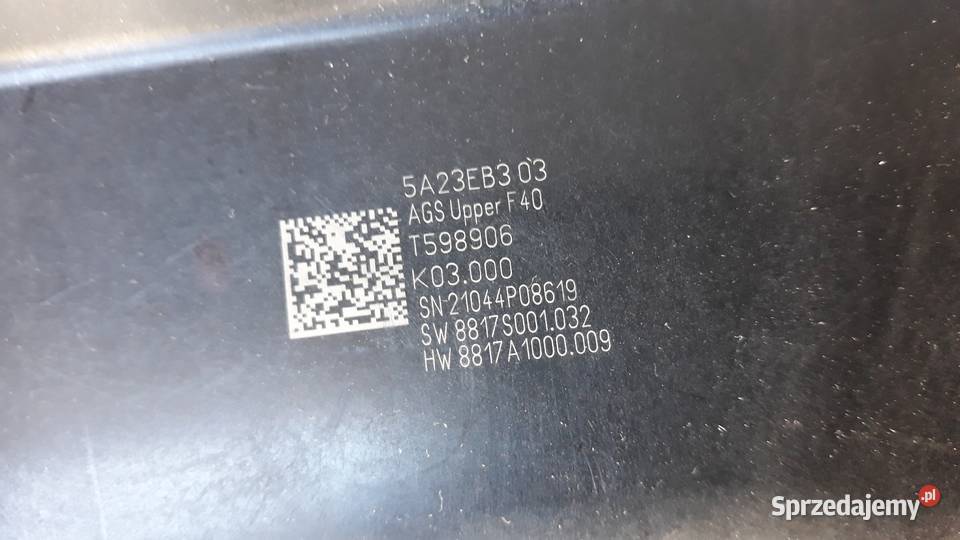 5A23EB3 03
AGS Upper F40
T598906
K03.000
SN 21044P08619
SW 8817S001.032
HW 8817A1000.009
Sprzedajemy.pl